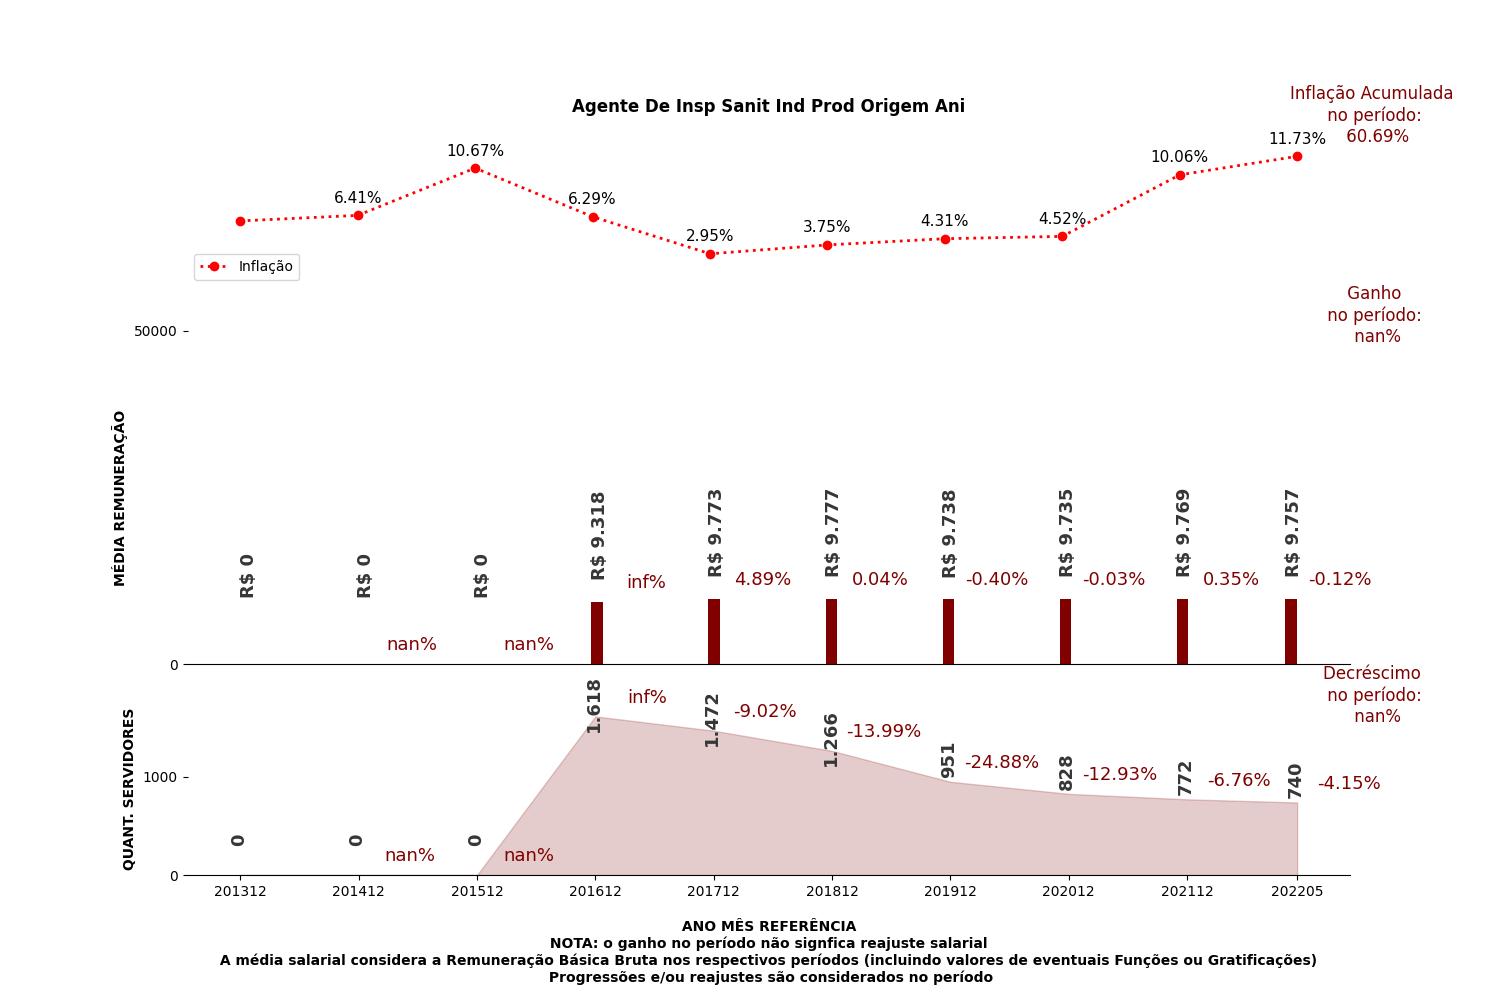 Inflação Acumulada
no período:
60.69%
Agente De Insp Sanit Ind Prod Origem Ani
6.41%
10.67%
6.29%
2.95%
3.75%
4.31%
4.52%
10.06%
11.73%
Inflação
Ganho
no período:
nan%
50000
0
MÉDIA REMUNERAÇÃO
R$ 0
R$ 0
R$ 0
R$ 9.318
R$ 9.773
R$ 9.777
R$ 9.738
R$ 9.735
R$ 9.769
R$ 9.757
nan%
nan%
inf%
4.89%
0.04%
-0.40%
-0.03%
0.35%
-0.12%
Decréscimo
no período:
nan%
QUANT. SERVIDORES
1000
0
0
0
0
1.618
1.472
1.266
951
828
772
740
nan%
nan%
inf%
-9.02%
-13.99%
-24.88%
-12.93%
-6.76%
-4.15%
201312
201412
201512
201612
201712
201812
201912
202012
202112
202205
ANO MÊS REFERÊNCIA
NOTA: o ganho no período não signfica reajuste salarial
A média salarial considera a Remuneração Básica Bruta nos respectivos períodos (incluindo valores de eventuais Funções ou Gratificações)
Progressões e/ou reajustes são considerados no período